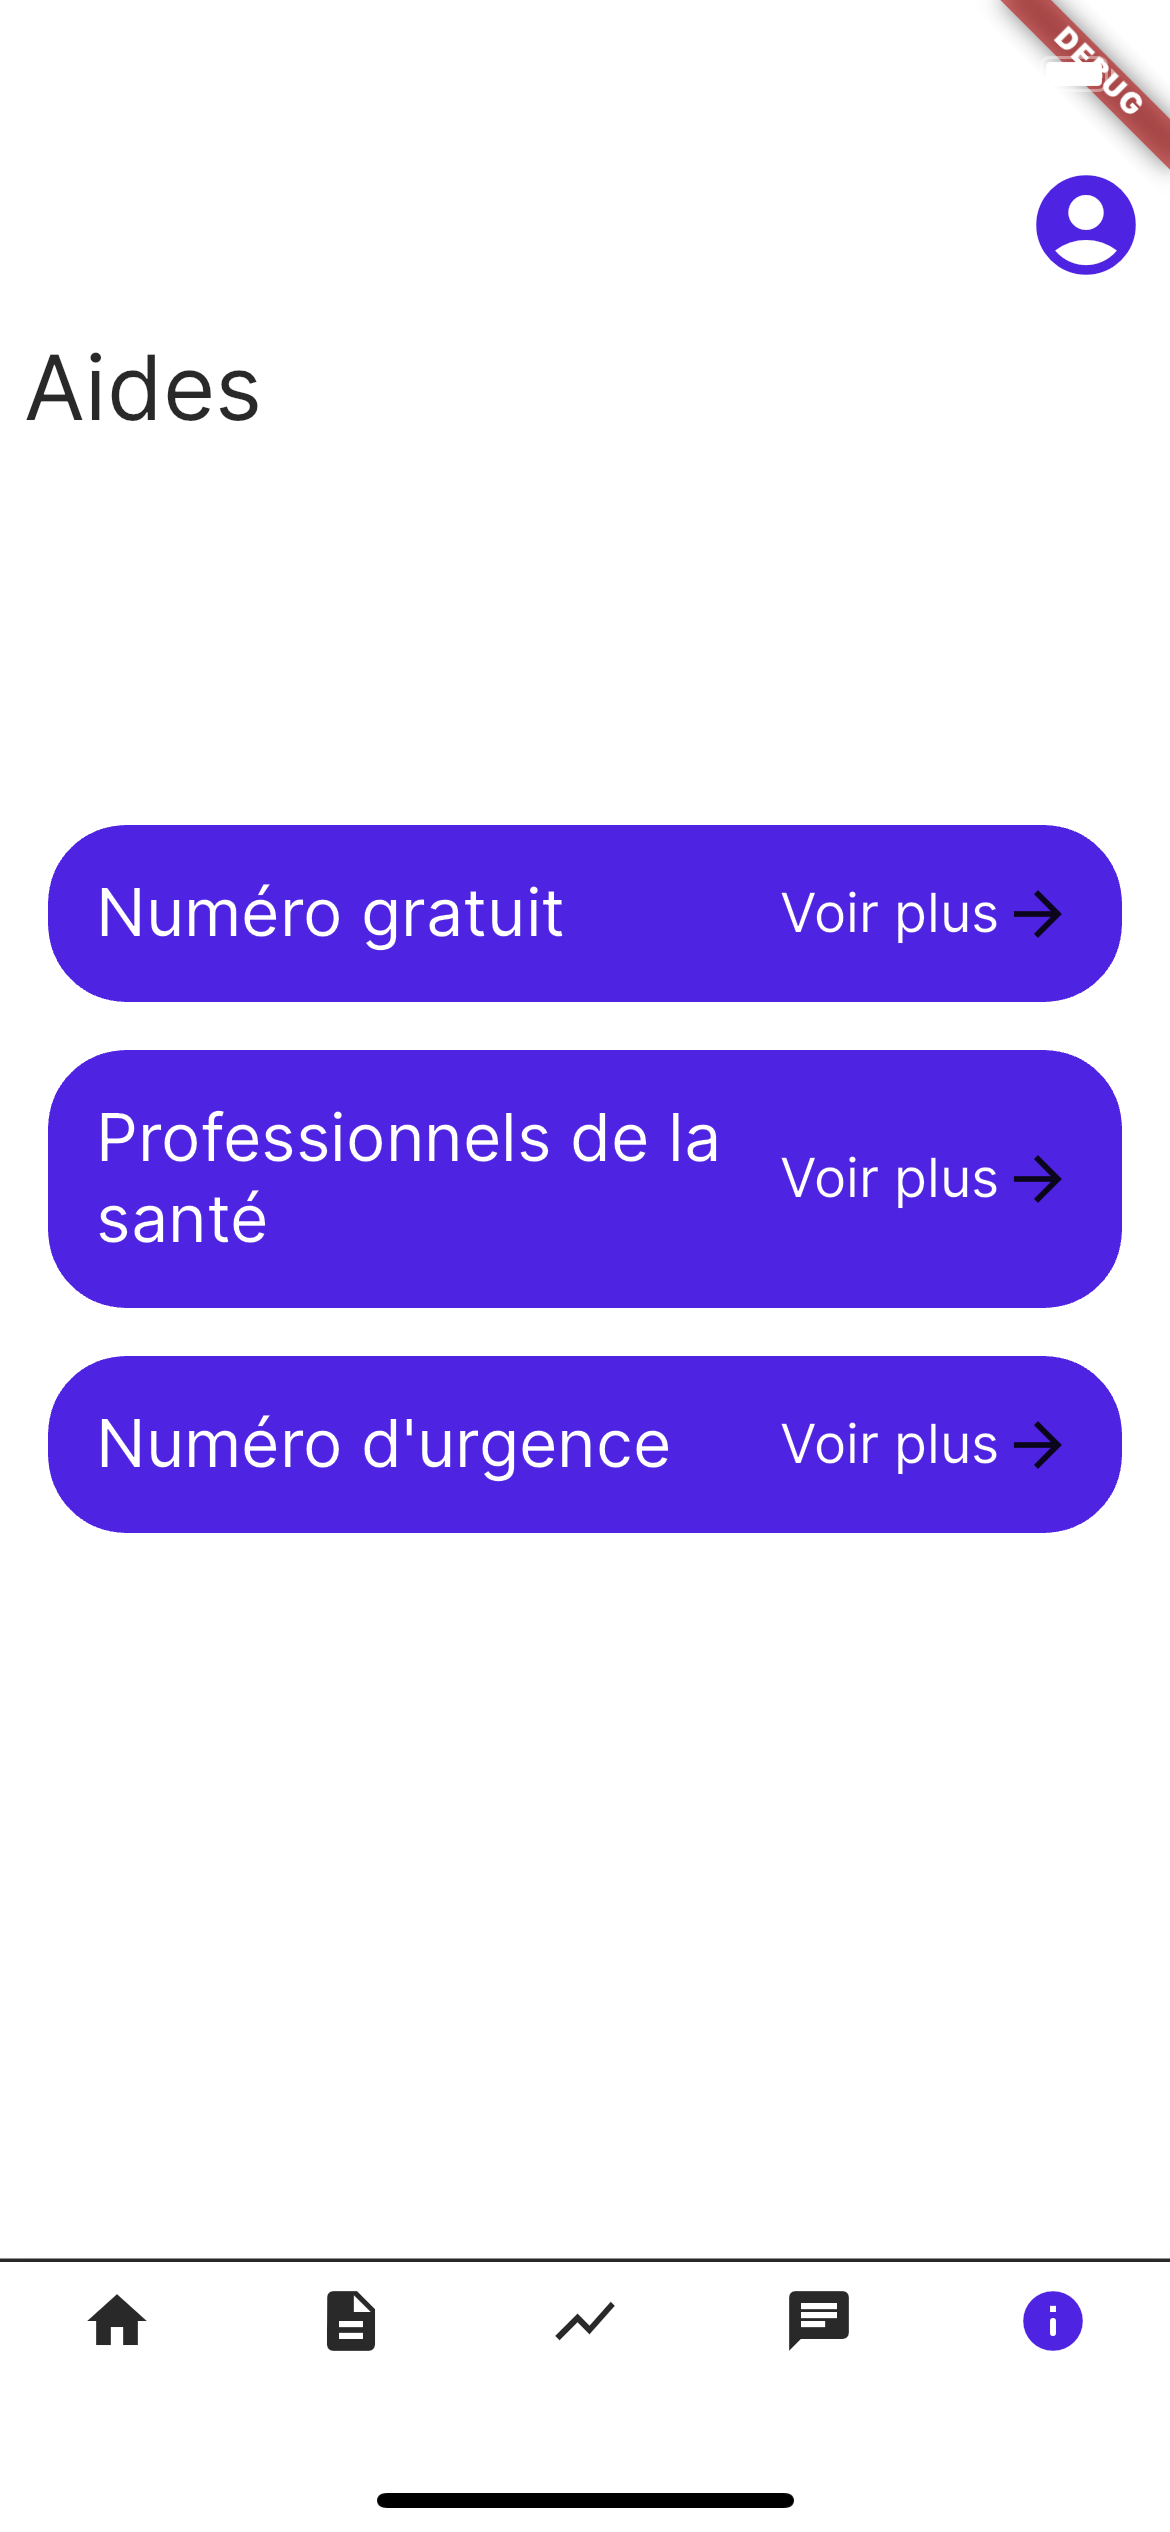 DEBUG
Aides
Numéro gratuit
Voir plus
Professionnels de la
santé
Voir plus
Numéro d'urgence
Voir plus